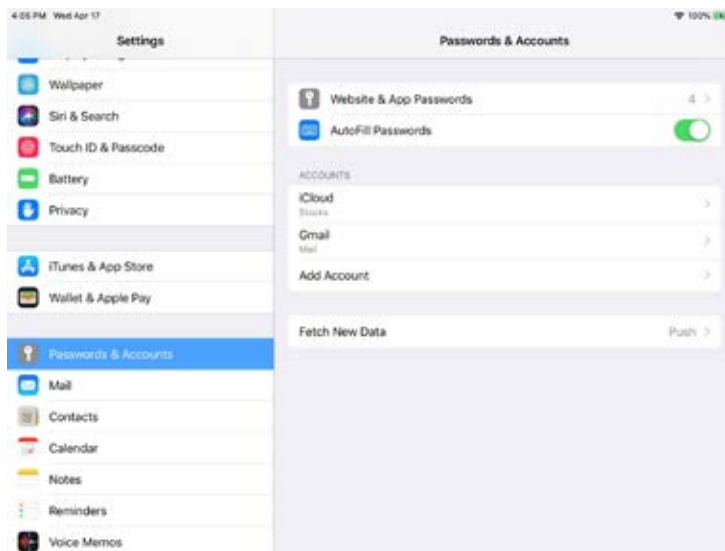 4:05 PM Wed Apr 17
100%
Settings
Passwords & Accounts
Wallpaper
Siri & Search
Touch ID & Passcode
Battery
Privacy
iTunes & App Store
Wallet & Apple Pay
Passwords & Accounts
Mail
Contacts
Calendar
Notes
Reminders
Voice Memos
Website & App Passwords 4
AutoFill Passwords
ACCOUNTS
iCloud
Stocks
Gmail
Mail
Add Account
Fetch New Data Push